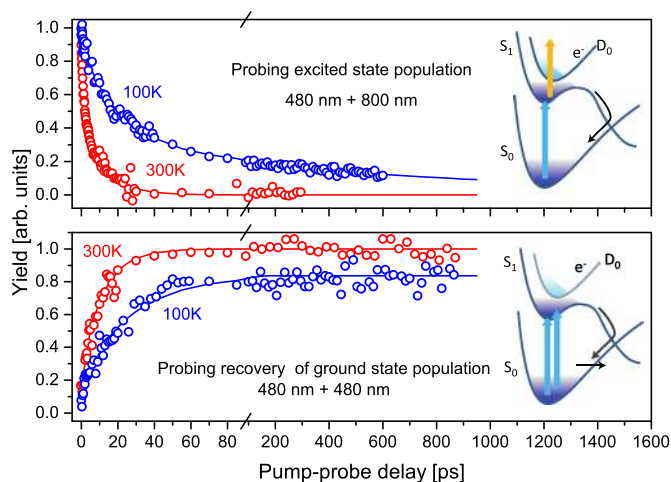 1.0
0.8
0.6
0.4
0.2
0.0
100K
300K
Probing excited state population
480 nm + 800 nm
S1
e-
D0
S0
Yield [arb. units]
1.0
0.8
0.6
0.4
0.2
0.0
300K
100K
Probing recovery of ground state population
480 nm + 480 nm
S1
e-
D0
S0
0 20 40 60 80 200 400 600 800 1000 1200 1400 1600
Pump-probe delay [ps]